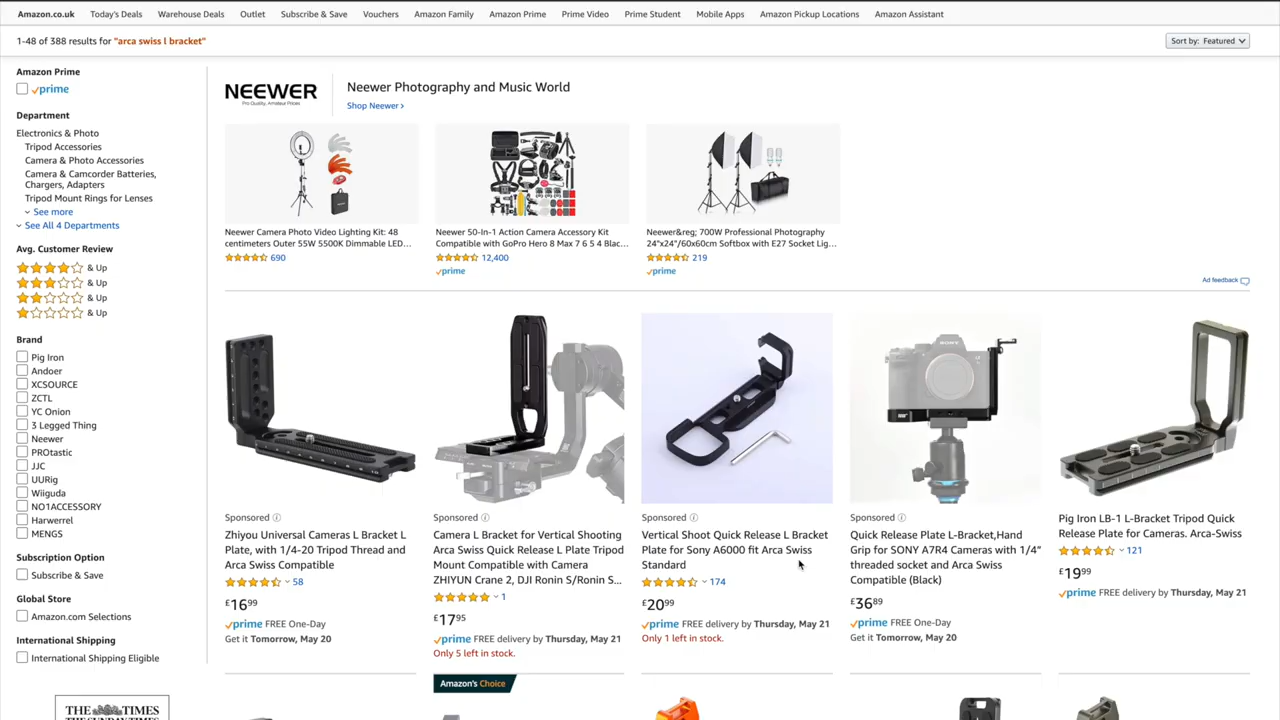 Amazon.co.uk Today's Deals Warehouse Deals Outlet Subscribe & Save Vouchers Amazon Family Amazon Prime Prime Video Prime Student Mobile Apps Amazon Pickup Locations Amazon Assistant
1-48 of 388 results for "arca swiss l bracket"
Sort by: Featured
Amazon Prime
prime
Department
Electronics & Photo
Tripod Accessories
Camera & Photo Accessories
Camera & Camcorder Batteries,
Chargers, Adapters
Tripod Mount Rings for Lenses
See more
See All 4 Departments
Avg. Customer Review
& Up
& Up
& Up
& Up
Brand
Pig Iron
Andoer
XCSOURCE
ZCTL
YC Onion
3 Legged Thing
Neewer
PROtastic
JJC
UURig
Wiiguda
NO1ACCESSORY
Harwerrel
MENGS
Subscription Option
Subscribe & Save
Global Store
Amazon.com Selections
International Shipping
International Shipping Eligible
THE TIMES
NEEWER
Pro Quality, Amateur Prices
Neewer Photography and Music World
Shop Neewer ›
Neewer Camera Photo Video Lighting Kit: 48
centimeters Outer 55W 5500K Dimmable LED...
690
Neewer 50-In-1 Action Camera Accessory Kit
Compatible with GoPro Hero 8 Max 7 6 5 4 Blac...
12,400
prime
Neewer&reg; 700W Professional Photography
24"x24"/60x60cm Softbox with E27 Socket Lig...
219
prime
Ad feedback
Sponsored
Zhiyou Universal Cameras L Bracket L
Plate, with 1/4-20 Tripod Thread and
Arca Swiss Compatible
58
£16 99
prime FREE One-Day
Get it Tomorrow, May 20
Sponsored
Camera L Bracket for Vertical Shooting
Arca Swiss Quick Release L Plate Tripod
Mount Compatible with Camera
ZHIYUN Crane 2, DJI Ronin S/Ronin S...
1
£17 95
prime FREE delivery by Thursday, May 21
Only 5 left in stock.
Amazon's Choice
Sponsored
Vertical Shoot Quick Release L Bracket
Plate for Sony A6000 fit Arca Swiss
Standard
174
£20 99
prime FREE delivery by Thursday, May 21
Only 1 left in stock.
SONY
Sponsored
Quick Release Plate L-Bracket,Hand
Grip for SONY A7R4 Cameras with 1/4"
threaded socket and Arca Swiss
Compatible (Black)
£36 89
prime FREE One-Day
Get it Tomorrow, May 20
Pig Iron LB-1 L-Bracket Tripod Quick
Release Plate for Cameras. Arca-Swiss
121
£19 99
prime FREE delivery by Thursday, May 21